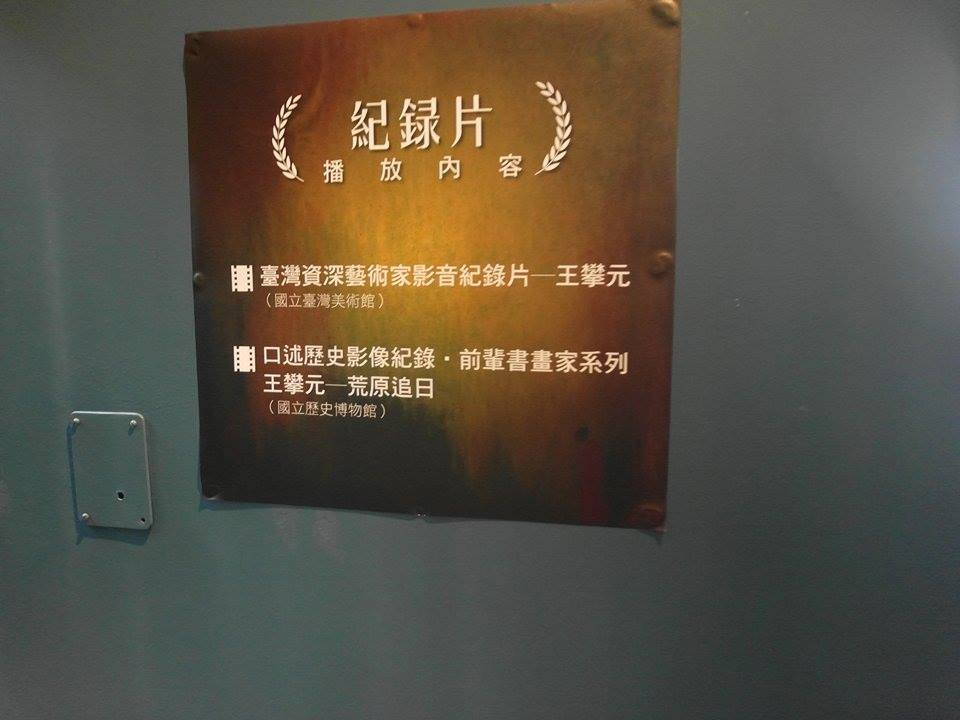 紀録片
播放內容
臺灣資深藝術家影音紀錄片─王攀元
（國立臺灣美術館）
口述歷史影像紀錄・前輩書畫家系列
王攀元─荒原追日
（國立歷史博物館）